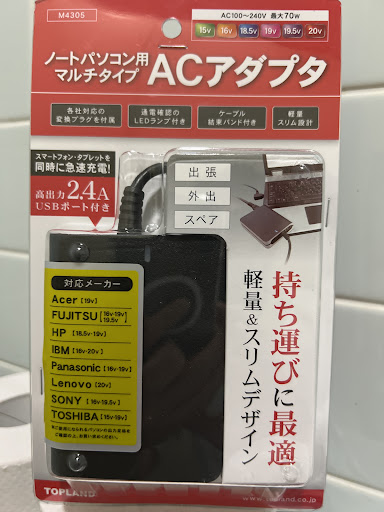 M4305
AC100~240V 最大70W
15v 16v 18.5v 19v 19.5v 20v
ノートパソコン用
マルチタイプ
ACアダプタ
各社対応の
変換プラグを付属
通電確認の
LEDランプ付き
ケーブル
結束バンド付き
軽量
スリム設計
スマートフォン・タブレットを
同時に急速充電!
高出力2.4A
USBポート付き
出張
外出
スペア
持ち運びに最適
軽量&スリムデザイン
対応メーカー
Acer [19v]
FUJITSU [16v・19v 19.5v]
HP [18.5v・19v]
IBM [16v・20v]
Panasonic [16v・19v]
Lenovo [20v]
SONY [16v・19.5v]
TOSHIBA [15v・19v]
TOPLAND
www.topland.co.jp